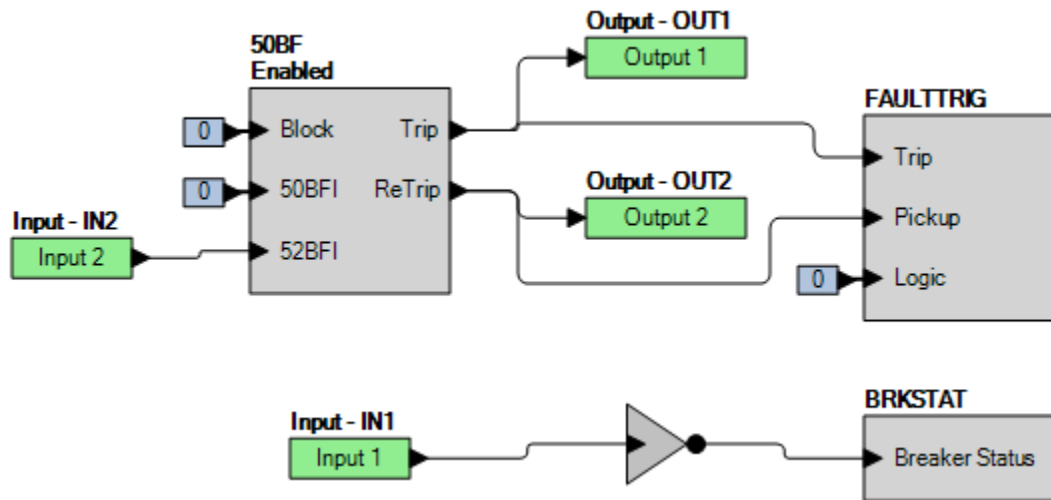 Output - OUT1
Output 1
50BF
Enabled
0 Block Trip
0 50BFI ReTrip
52BFI
Input - IN2
Input 2
Output - OUT2
Output 2
FAULTTRIG
Trip
Pickup
0 Logic
Input - IN1
Input 1
BRKSTAT
Breaker Status